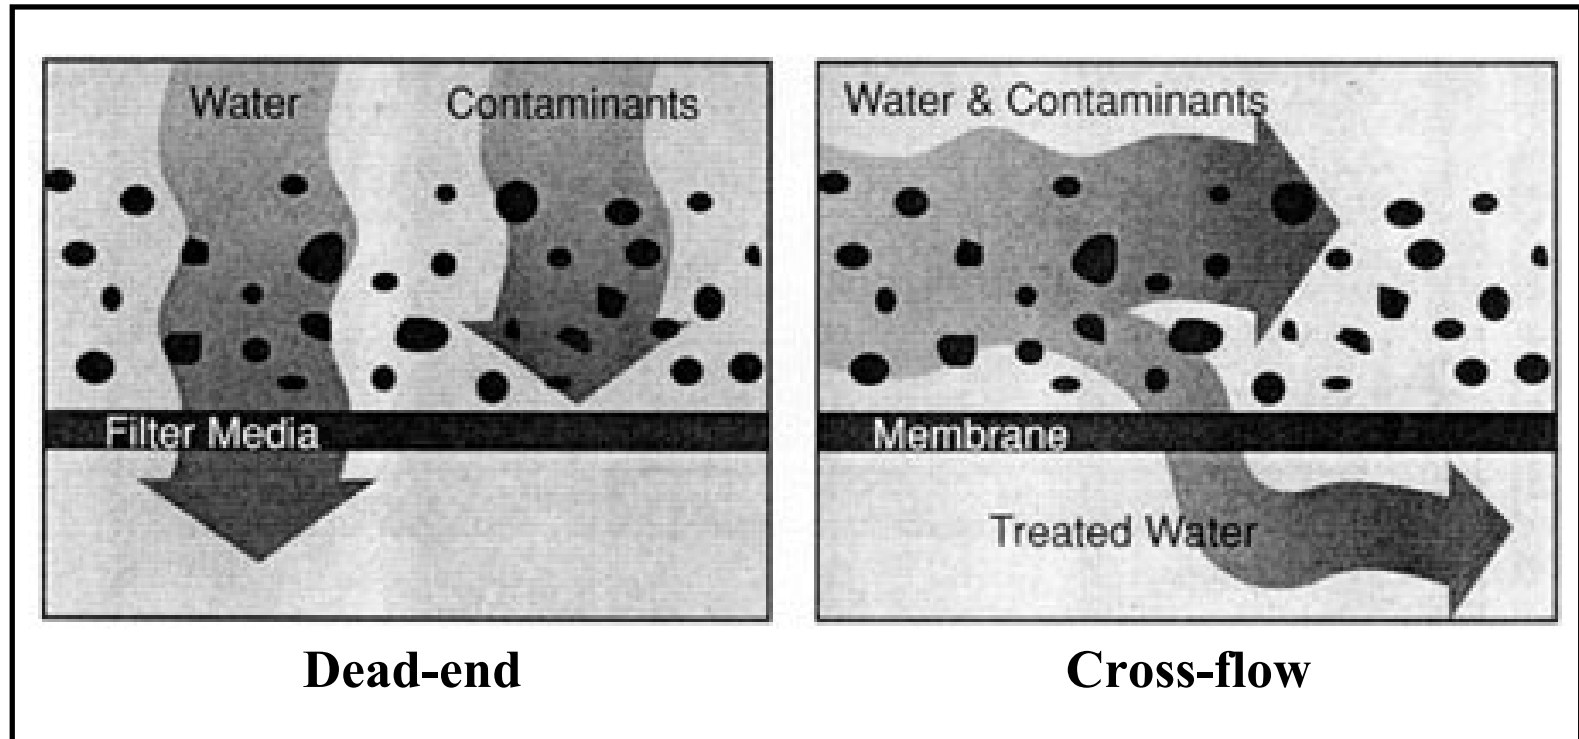 Water
Contaminants
Filter Media
Dead-end
Water & Contaminants
Membrane
Treated Water
Cross-flow